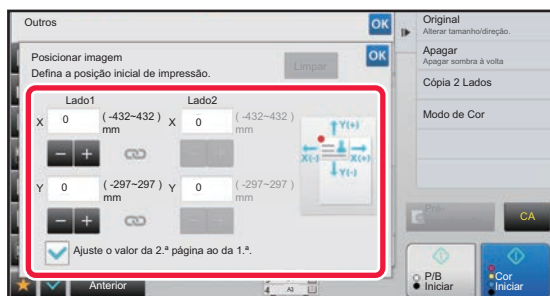 Outros
OK
Posicionar imagem
Defina a posição inicial de impressão.
Limpar
OK
Lado1
Lado2
X 0 (-432~432) mm
X 0 (-432~432) mm
− +
− +
Y 0 (-297~297) mm
Y 0 (-297~297) mm
− +
− +
Y(+)
X(-) X(+)
Y(-)
Ajuste o valor da 2.ª página ao da 1.ª.
Anterior
4 A3
Original
Alterar tamanho/direção.
Apagar
Apagar sombra à volta
Cópia 2 Lados
Modo de Cor
CA
P/B
Iniciar
Cor
Iniciar